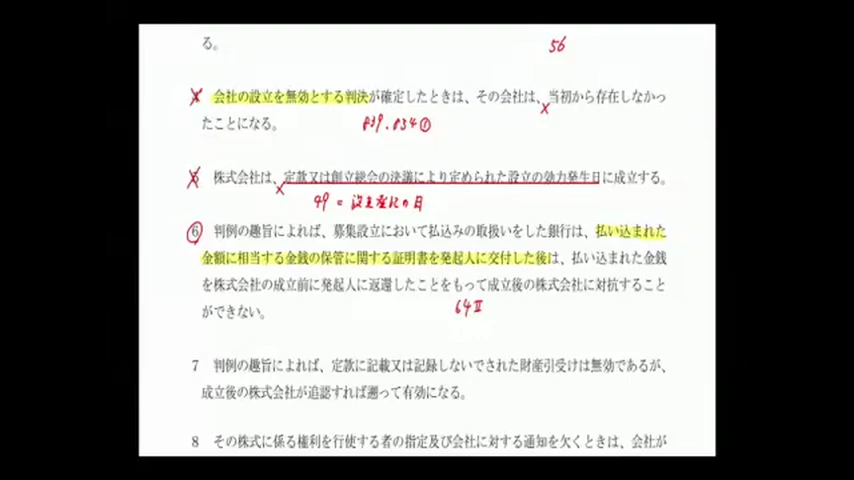 る。
56
4 会社の設立を無効とする判決が確定したときは、その会社は、当初から存在しなかっ
たことになる。
839.834①
5 株式会社は、定款又は創立総会の決議により定められた設立の効力発生日に成立する。
49 = 設立登記の日
6 判例の趣旨によれば、募集設立において払込みの取扱いをした銀行は、払い込まれた
金額に相当する金銭の保管に関する証明書を発起人に交付した後は、払い込まれた金銭
を株式会社の成立前に発起人に返還したことをもって成立後の株式会社に対抗すること
ができない。
64Ⅱ
7 判例の趣旨によれば、定款に記載又は記録しないでされた財産引受けは無効であるが、
成立後の株式会社が追認すれば遡って有効になる。
8 その株式に係る権利を行使する者の指定及び会社に対する通知を欠くときは、会社が